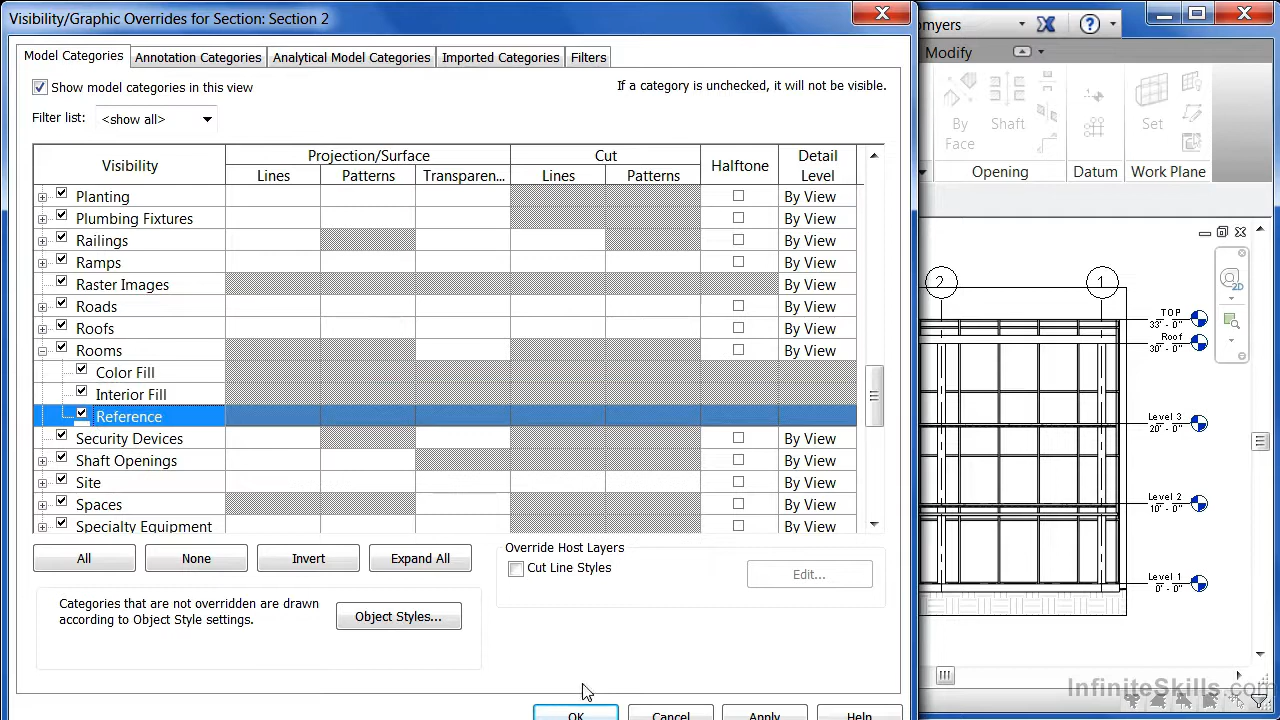 Visibility/Graphic Overrides for Section: Section 2
omyers
Modify
Model Categories
Annotation Categories
Analytical Model Categories
Imported Categories
Filters
Show model categories in this view
If a category is unchecked, it will not be visible.
Filter list:
<show all>
Visibility
Projection/Surface
Cut
Halftone
Detail
Level
Lines
Patterns
Transparen...
Lines
Patterns
Planting
By View
Plumbing Fixtures
By View
Railings
By View
Ramps
By View
Raster Images
Roads
By View
Roofs
By View
Rooms
Color Fill
Interior Fill
Reference
Security Devices
By View
Shaft Openings
By View
Site
By View
Spaces
By View
Specialty Equipment
By View
All
None
Invert
Expand All
Override Host Layers
Cut Line Styles
Edit...
Categories that are not overridden are drawn
according to Object Style settings.
Object Styles...
OK
Cancel
Apply
Help
By
Face
Shaft
Set
Opening
Datum
Work Plane
2D
2
1
TOP
33' - 0"
Roof
30' - 0"
Level 3
20' - 0"
Level 2
10' - 0"
Level 1
0' - 0"
InfiniteSkills.com